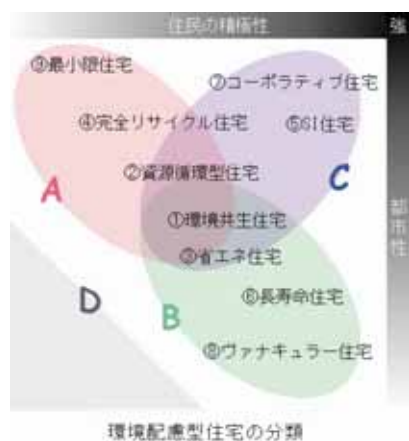 住民の積極性 強
③最小限住宅
⑦コーポラティブ住宅
④完全リサイクル住宅
⑤SI住宅
②資源循環型住宅
A
C
①環境共生住宅
都市性
③省エネ住宅
D
B
⑥長寿命住宅
⑧ヴァナキュラー住宅
環境配慮型住宅の分類